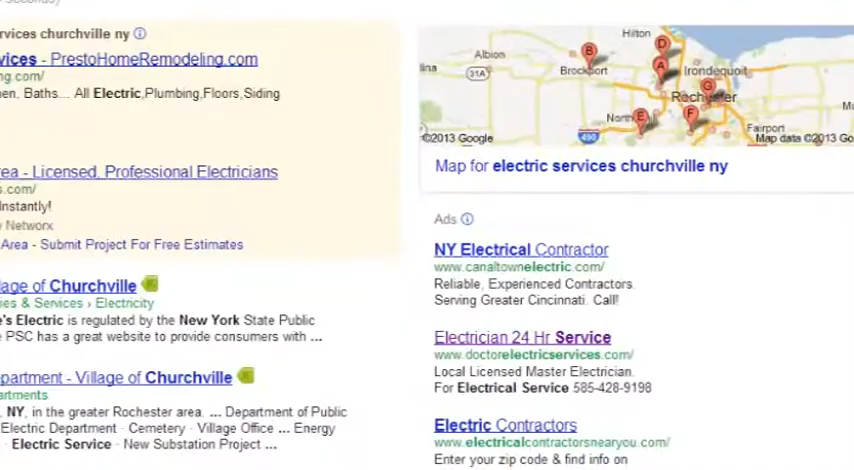 seconds)
rvices churchville ny
vices - PrestoHomeRemodeling.com
ng.com/
hen, Baths... All Electric,Plumbing,Floors,Siding
rea - Licensed, Professional Electricians
s.com/
Instantly!
y Networx
Area - Submit Project For Free Estimates
lage of Churchville
ies & Services › Electricity
e's Electric is regulated by the New York State Public
e PSC has a great website to provide consumers with ...
epartment - Village of Churchville
artments
, NY, in the greater Rochester area. ... Department of Public
Electric Department · Cemetery · Village Office ... Energy
· Electric Service · New Substation Project ...
Hilton
Albion
D
B
A
lina
31A
Brockport
Irondequoit
G
Rochester
North
E
F
490
Fairport
©2013 Google
Map data ©2013 Go
Map for electric services churchville ny
Ads
NY Electrical Contractor
www.canaltownelectric.com/
Reliable, Experienced Contractors.
Serving Greater Cincinnati. Call!
Electrician 24 Hr Service
www.doctorelectricservices.com/
Local Licensed Master Electrician.
For Electrical Service 585-428-9198
Electric Contractors
www.electricalcontractorsnearyou.com/
Enter your zip code & find info on